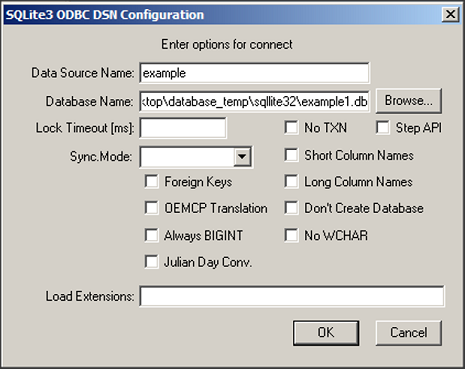 SQLite3 ODBC DSN Configuration
Enter options for connect
Data Source Name: example
Database Name: top\database_temp\sqllite32\example1.db Browse...
Lock Timeout [ms]: No TXN Step API
Sync.Mode: Short Column Names
Foreign Keys Long Column Names
OEMCP Translation Don't Create Database
Always BIGINT No WCHAR
Julian Day Conv.
Load Extensions:
OK Cancel